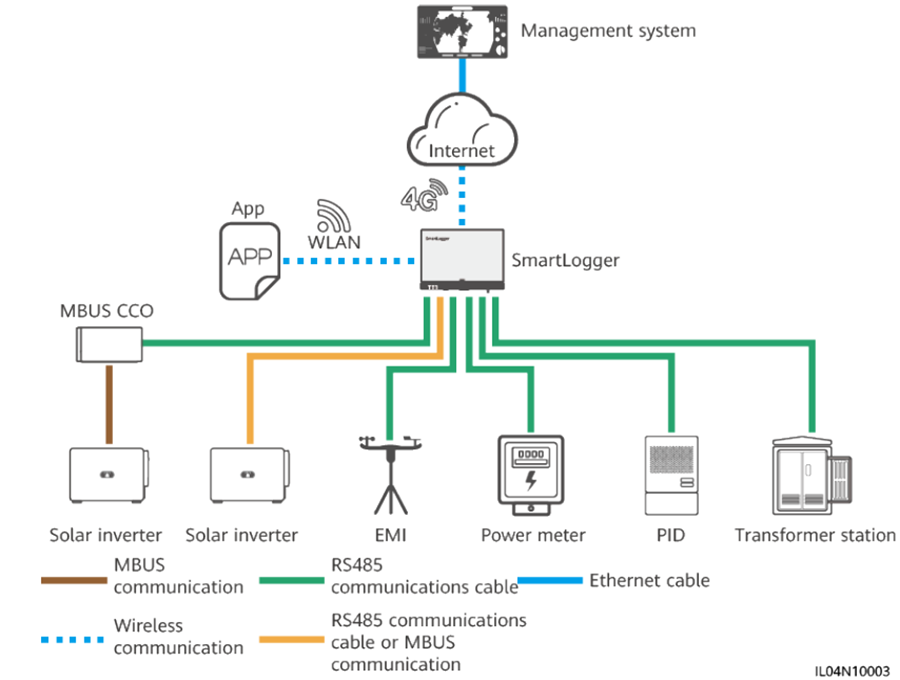 Management system
Internet
4G
App
WLAN
APP
SmartLogger
SmartLogger
MBUS CCO
Solar inverter
Solar inverter
EMI
Power meter
PID
Transformer station
MBUS
communication
RS485
communications cable
Ethernet cable
Wireless
communication
RS485 communications
cable or MBUS
communication
IL04N10003